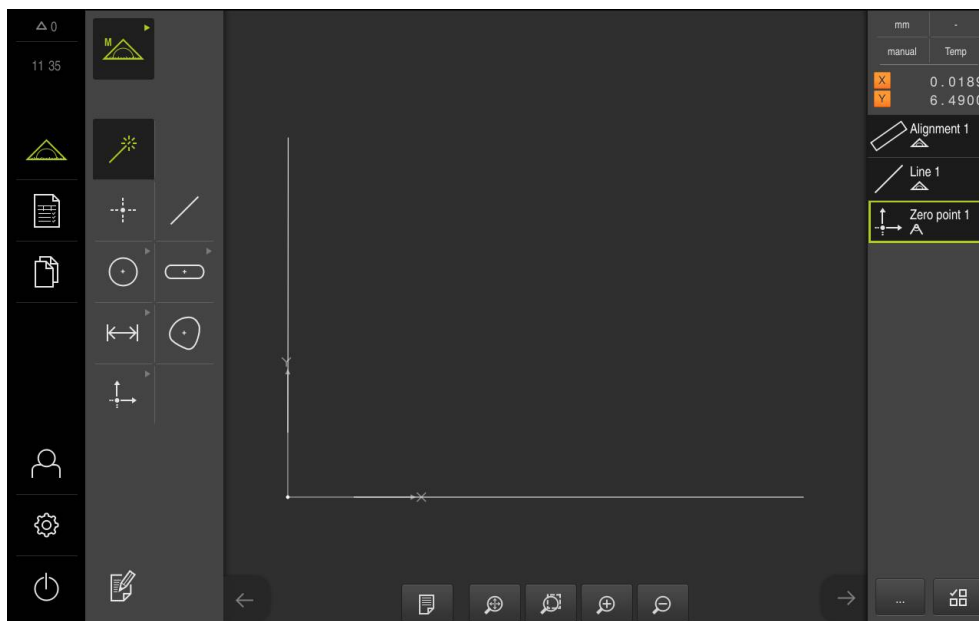 0
11 35
M
Y
X
mm -
manual Temp
X 0.0189
Y 6.4900
Alignment 1
Line 1
Zero point 1
...